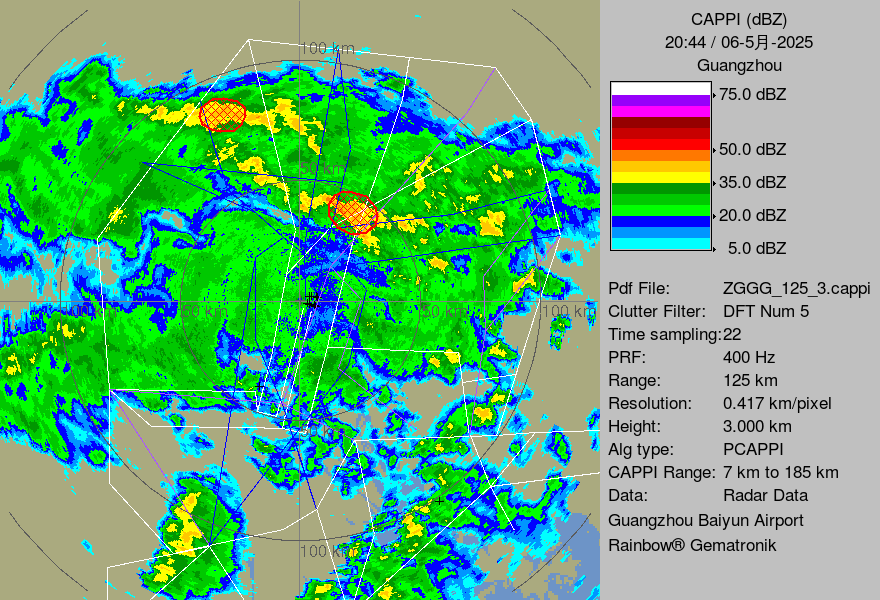 CAPPI (dBZ)
20:44 / 06-5月-2025
Guangzhou
75.0 dBZ
50.0 dBZ
35.0 dBZ
20.0 dBZ
5.0 dBZ
Pdf File: ZGGG_125_3.cappi
Clutter Filter: DFT Num 5
Time sampling:22
PRF: 400 Hz
Range: 125 km
Resolution: 0.417 km/pixel
Height: 3.000 km
Alg type: PCAPPI
CAPPI Range: 7 km to 185 km
Data: Radar Data
Guangzhou Baiyun Airport
Rainbow® Gematronik
100 km
50 km
50 km
50 km
100 km
100 km